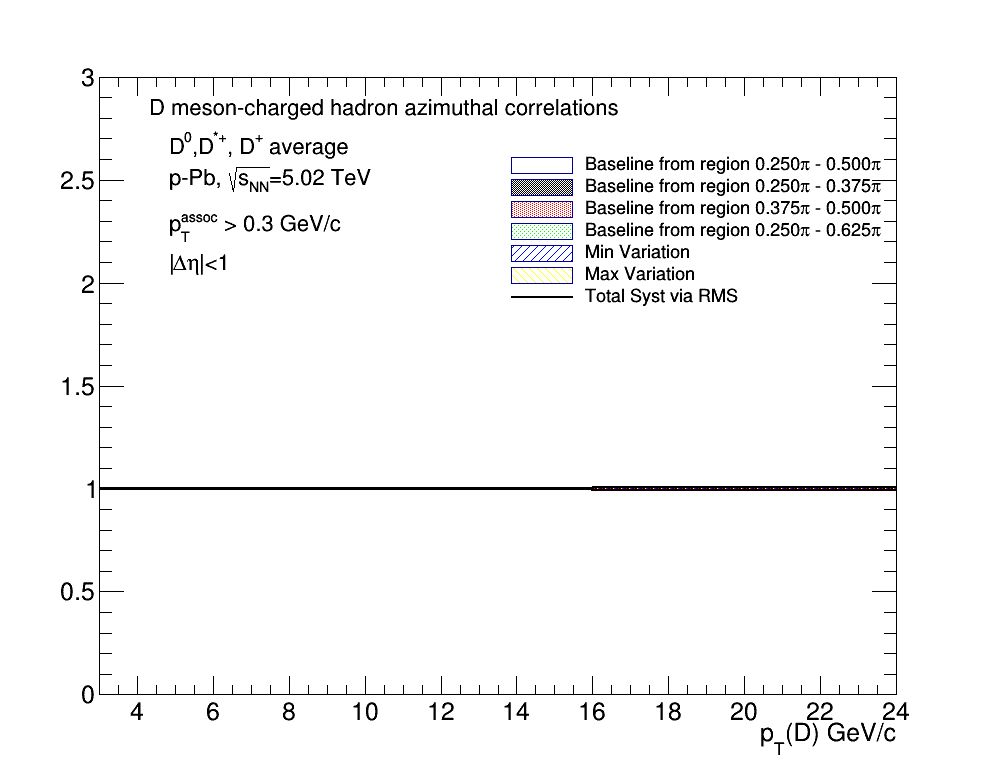 D meson-charged hadron azimuthal correlations
D⁰,D*⁺, D⁺ average
p-Pb, √sNN=5.02 TeV
pTassoc > 0.3 GeV/c
|Δη|<1
Baseline from region 0.250π - 0.500π
Baseline from region 0.250π - 0.375π
Baseline from region 0.375π - 0.500π
Baseline from region 0.250π - 0.625π
Min Variation
Max Variation
Total Syst via RMS
3
2.5
2
1.5
1
0.5
0
4 6 8 10 12 14 16 18 20 22 24
pT(D) GeV/c